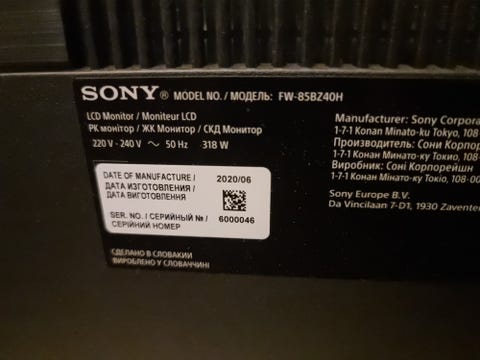 SONY® MODEL NO. / МОДЕЛЬ: FW-85BZ40H
LCD Monitor / Moniteur LCD
РК монітор / ЖК Монитор / СКД Монитор
220 V - 240 V ~ 50 Hz 318 W
DATE OF MANUFACTURE /
ДАТА ИЗГОТОВЛЕНИЯ /
ДАТА ВИГОТОВЛЕННЯ
2020/06
SER. NO. / СЕРИЙНЫЙ № /
СЕРІЙНИЙ НОМЕР
6000046
СДЕЛАНО В СЛОВАКИИ
ВИРОБЛЕНО У СЛОВАЧЧИНІ
Manufacturer: Sony Corpora
1-7-1 Konan Minato-ku Tokyo, 108-
Производитель: Сони Корпор
1-7-1 Конан Минато-ку Токио, 108-0
Виробник: Соні Корпорейшн
1-7-1 Конан Мінато-ку Токіо, 108-00
Sony Europe B.V.
Da Vincilaan 7-D1, 1930 Zavente